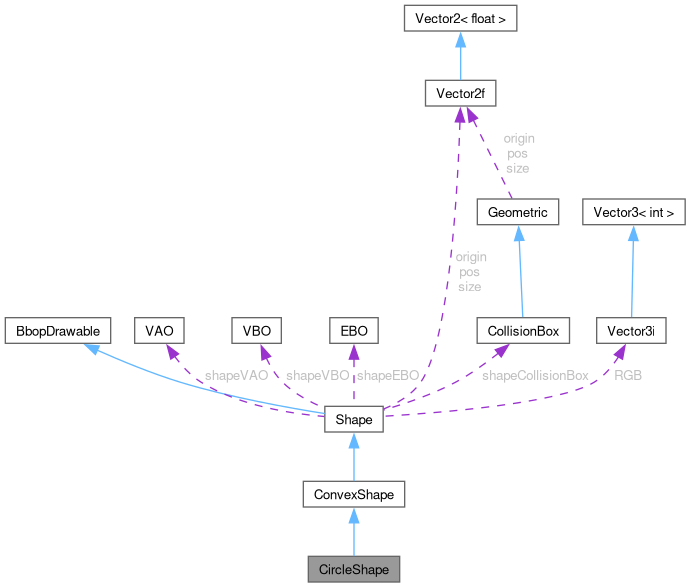 Vector2< float >
Vector2f
origin
pos
size
Geometric
Vector3< int >
origin
pos
size
BbopDrawable
VAO
VBO
EBO
CollisionBox
Vector3i
shapeVAO
shapeVBO
shapeEBO
shapeCollisionBox
RGB
Shape
ConvexShape
CircleShape